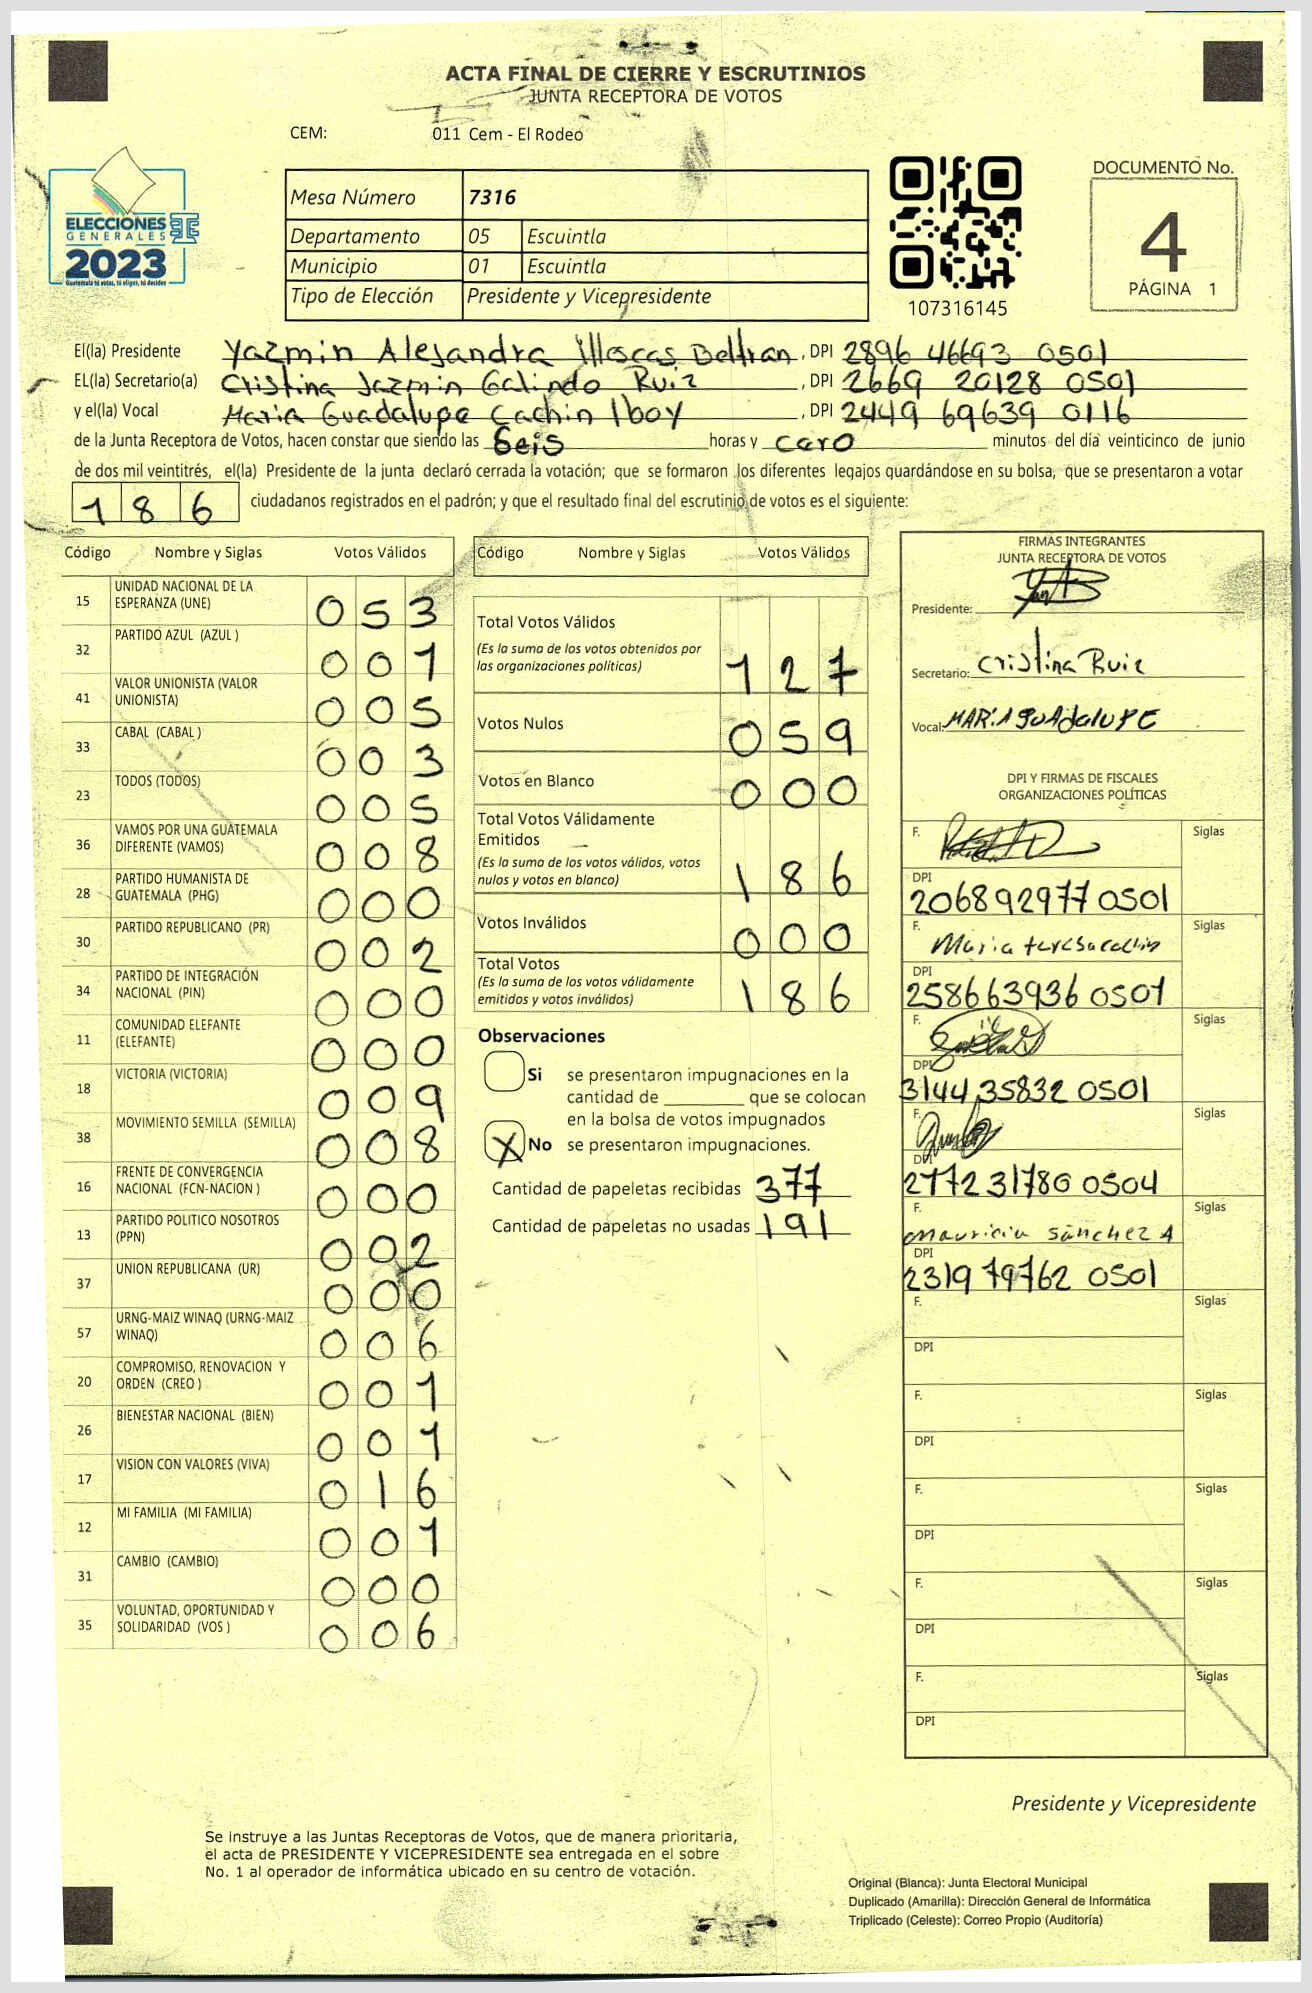 ACTA FINAL DE CIERRE Y ESCRUTINIOS
JUNTA RECEPTORA DE VOTOS
CEM: 011 Cem - El Rodeo
ELECCIONES
GENERALES
2023
Guatemala tú votas, tú eliges, tú decides
Mesa Número 7316
Departamento 05 Escuintla
Municipio 01 Escuintla
Tipo de Elección Presidente y Vicepresidente
107316145
DOCUMENTO No.
4
PÁGINA 1
El(la) Presidente Yazmin Alejandra Illescas Beltran, DPI 2896 46693 0501
EL(la) Secretario(a) Cristina Jazmin Galindo Ruiz, DPI 2669 20128 0501
y el(la) Vocal Maria Guadalupe Cachin Iboy, DPI 2449 69639 0116
de la Junta Receptora de Votos, hacen constar que siendo las Seis horas y cero minutos del día veinticinco de junio
de dos mil veintitrés, el(la) Presidente de la junta declaró cerrada la votación; que se formaron los diferentes legajos quardándose en su bolsa, que se presentaron a votar
186 ciudadanos registrados en el padrón; y que el resultado final del escrutinio de votos es el siguiente:
Código Nombre y Siglas Votos Válidos
15 UNIDAD NACIONAL DE LA ESPERANZA (UNE) 053
32 PARTIDO AZUL (AZUL ) 001
41 VALOR UNIONISTA (VALOR UNIONISTA) 005
33 CABAL (CABAL ) 003
23 TODOS (TODOS) 005
36 VAMOS POR UNA GUATEMALA DIFERENTE (VAMOS) 008
28 PARTIDO HUMANISTA DE GUATEMALA (PHG) 000
30 PARTIDO REPUBLICANO (PR) 002
34 PARTIDO DE INTEGRACIÓN NACIONAL (PIN) 000
11 COMUNIDAD ELEFANTE (ELEFANTE) 000
18 VICTORIA (VICTORIA) 009
38 MOVIMIENTO SEMILLA (SEMILLA) 008
16 FRENTE DE CONVERGENCIA NACIONAL (FCN-NACION ) 000
13 PARTIDO POLITICO NOSOTROS (PPN) 002
37 UNION REPUBLICANA (UR) 000
57 URNG-MAIZ WINAQ (URNG-MAIZ WINAQ) 006
20 COMPROMISO, RENOVACION Y ORDEN (CREO ) 001
26 BIENESTAR NACIONAL (BIEN) 001
17 VISION CON VALORES (VIVA) 016
12 MI FAMILIA (MI FAMILIA) 001
31 CAMBIO (CAMBIO) 000
35 VOLUNTAD, OPORTUNIDAD Y SOLIDARIDAD (VOS ) 006
Código Nombre y Siglas Votos Válidos
Total Votos Válidos
(Es la suma de los votos obtenidos por
las organizaciones políticas) 127
Votos Nulos 059
Votos en Blanco 000
Total Votos Válidamente
Emitidos
(Es la suma de los votos válidos, votos
nulos y votos en blanco) 186
Votos Inválidos 000
Total Votos
(Es la suma de los votos válidamente
emitidos y votos inválidos) 186
Observaciones
Si se presentaron impugnaciones en la
cantidad de ________ que se colocan
en la bolsa de votos impugnados
X No se presentaron impugnaciones.
Cantidad de papeletas recibidas 377
Cantidad de papeletas no usadas 191
FIRMAS INTEGRANTES
JUNTA RECEPTORA DE VOTOS
Presidente:
Secretario: Cristina Ruiz
Vocal: MARIA GUADALUPE
DPI Y FIRMAS DE FISCALES
ORGANIZACIONES POLÍTICAS
F. Siglas
DPI
206892977 0501
F. Maria Siglas
DPI
258663936 0501
F. Siglas
DPI
3144 35832 0501
F. Siglas
DPI
2772 31780 0504
F. Mauricia Sánchez A Siglas
DPI
2319 79762 0501
F. Siglas
DPI
F. Siglas
DPI
F. Siglas
DPI
F. Siglas
DPI
F. Siglas
DPI
Presidente y Vicepresidente
Se instruye a las Juntas Receptoras de Votos, que de manera prioritaria,
el acta de PRESIDENTE Y VICEPRESIDENTE sea entregada en el sobre
No. 1 al operador de informática ubicado en su centro de votación.
Original (Blanca): Junta Electoral Municipal
Duplicado (Amarilla): Dirección General de Informática
Triplicado (Celeste): Correo Propio (Auditoría)